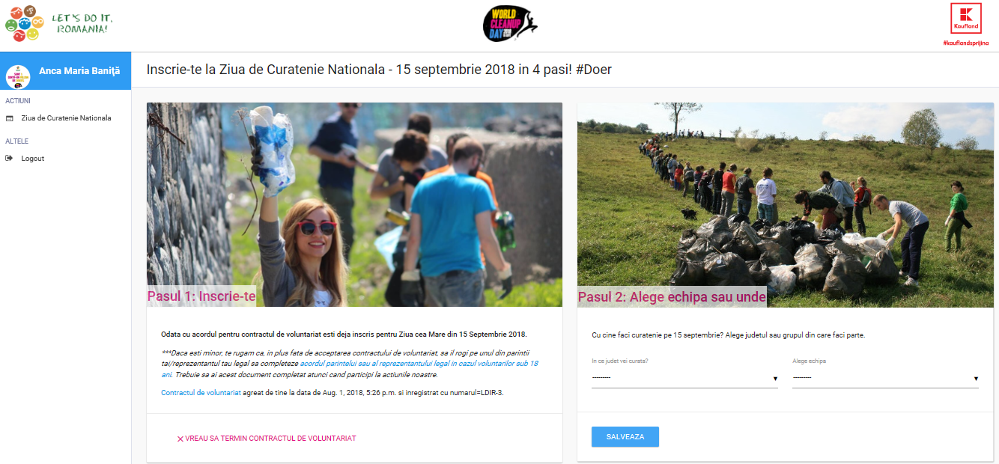 LET'S DO IT,
ROMANIA!
WORLD
CLEANUP
DAY 2018
Kaufland
#kauflandsprijina
Anca Maria Baniţă
ACTIUNI
Ziua de Curatenie Nationala
ALTELE
Logout
Inscrie-te la Ziua de Curatenie Nationala - 15 septembrie 2018 in 4 pasi! #Doer
Pasul 1: Inscrie-te
Odata cu acordul pentru contractul de voluntariat esti deja inscris pentru Ziua cea Mare din 15 Septembrie 2018.
***Daca esti minor, te rugam ca, in plus fata de acceptarea contractului de voluntariat, sa il rogi pe unul din parintii
tai/reprezentantul tau legal sa completeze acordul parintelui sau al reprezentantului legal in cazul voluntarilor sub 18
ani. Trebuie sa ai acest document completat atunci cand participi la actiunile noastre.
Contractul de voluntariat agreat de tine la data de Aug. 1, 2018, 5:26 p.m. si inregistrat cu numarul=LDIR-3.
VREAU SA TERMIN CONTRACTUL DE VOLUNTARIAT
Pasul 2: Alege echipa sau unde
Cu cine faci curatenie pe 15 septembrie? Alege judetul sau grupul din care faci parte.
In ce judet vei curata?
---------
Alege echipa
---------
SALVEAZA